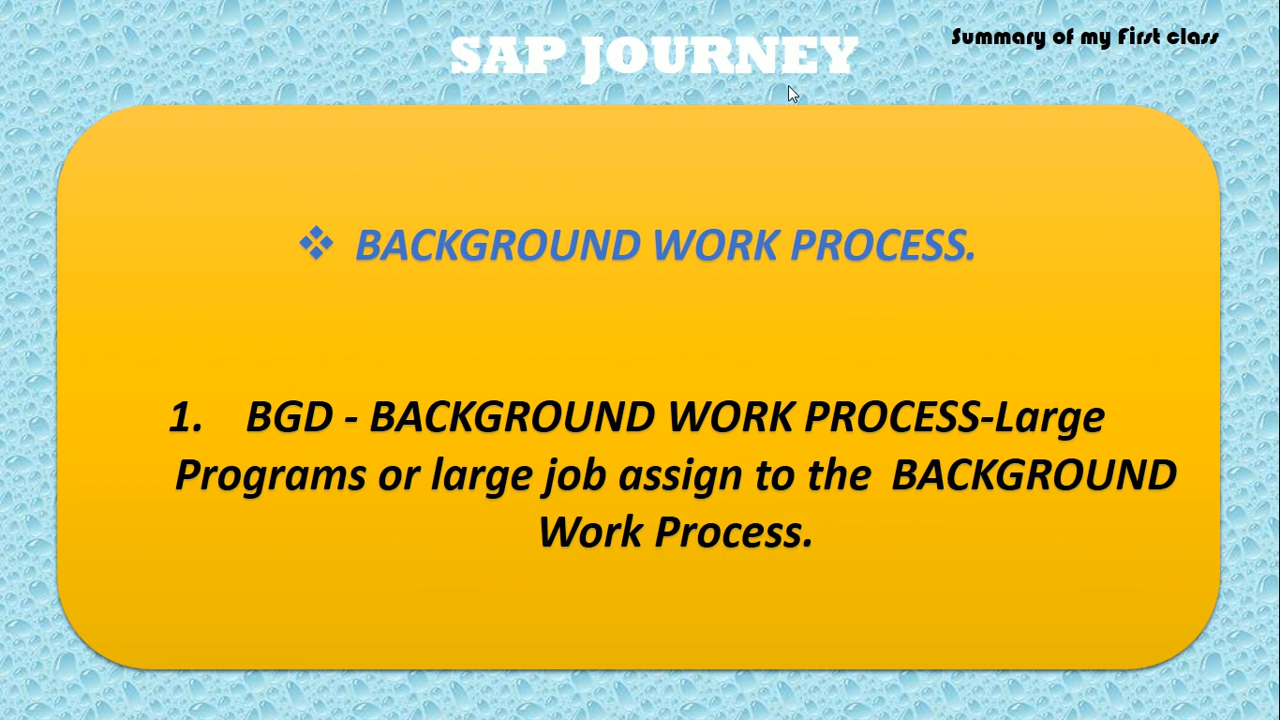 SAP JOURNEY
Summary of my First class
❖ BACKGROUND WORK PROCESS.
1. BGD - BACKGROUND WORK PROCESS-Large
Programs or large job assign to the BACKGROUND
Work Process.